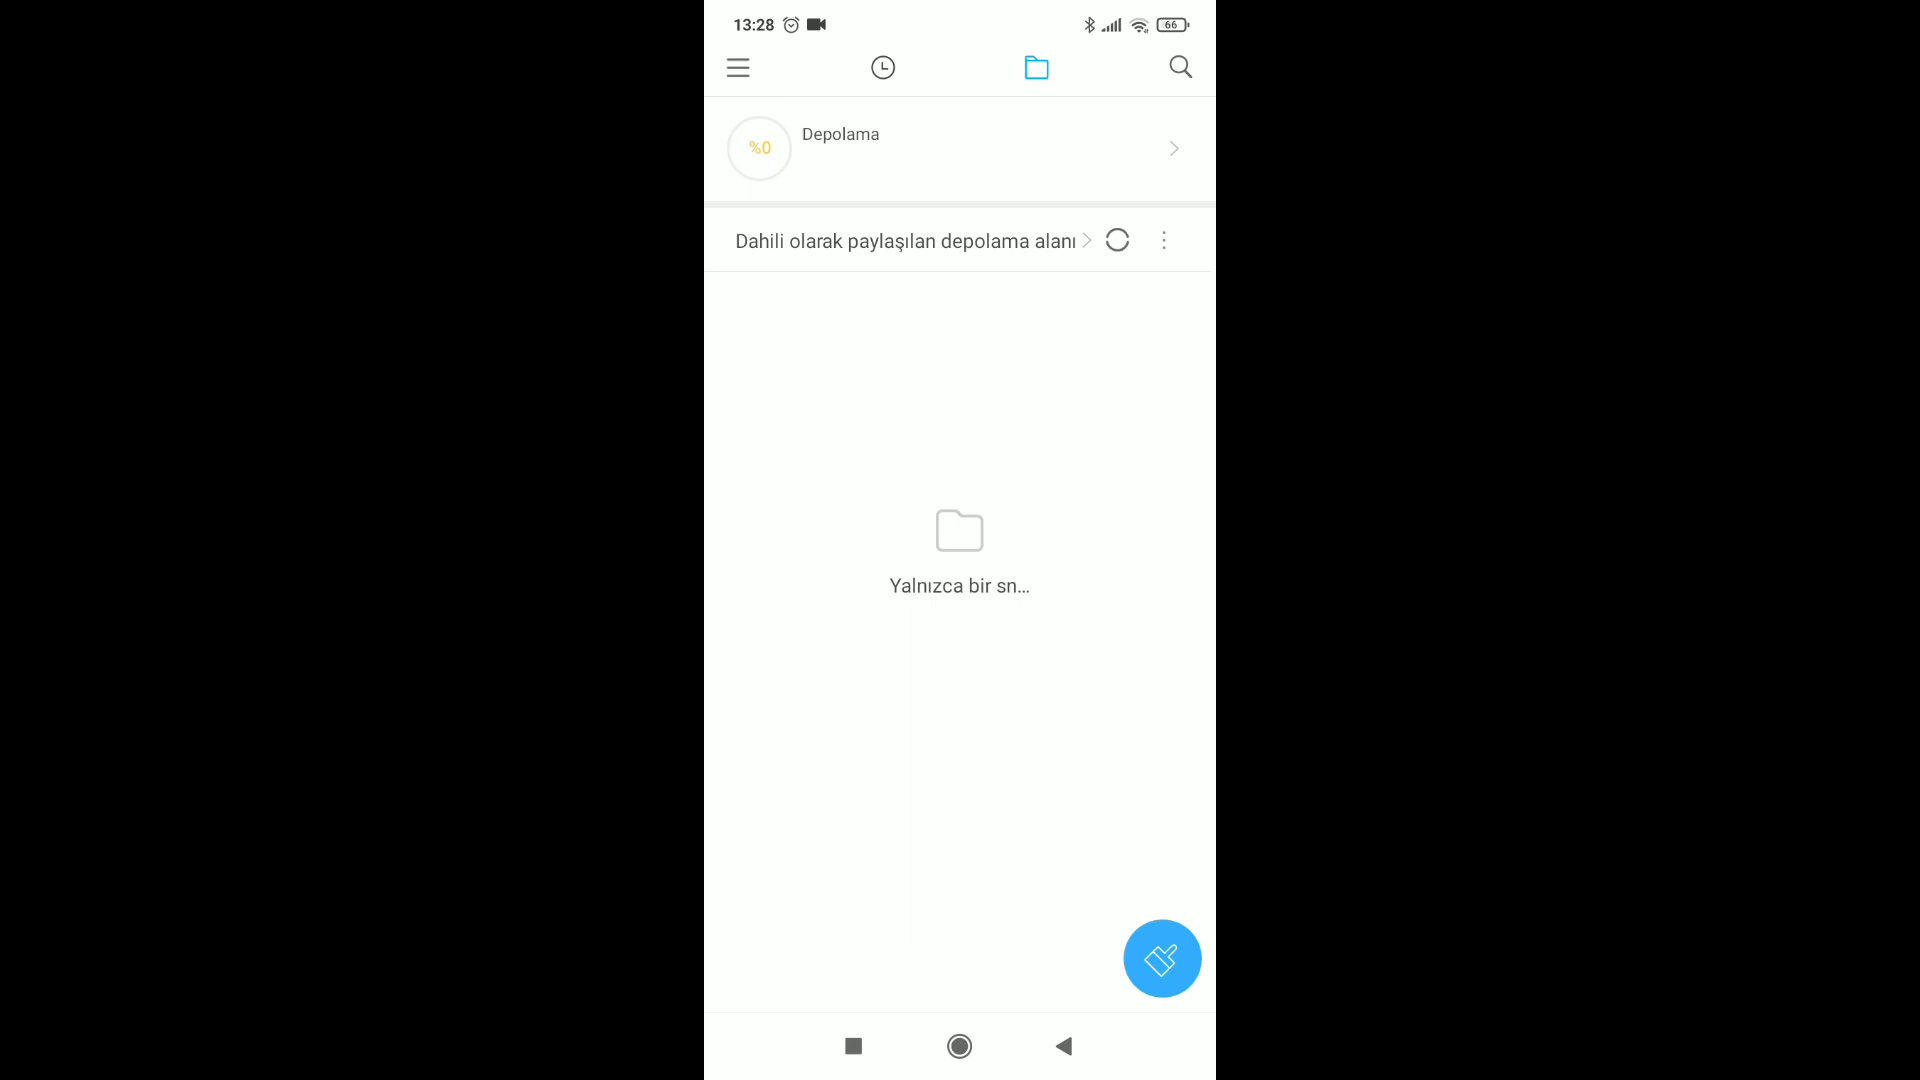 13:28
66
%0
Depolama
Dahili olarak paylaşılan depolama alanı
Yalnızca bir sn...